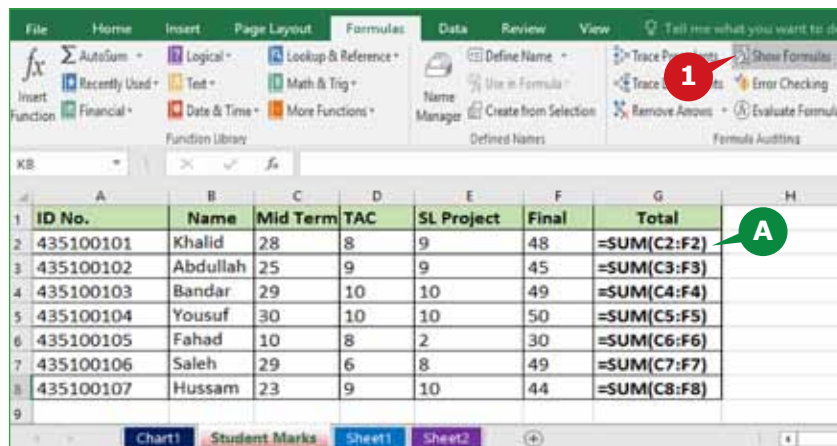 File Home Insert Page Layout Formulas Data Review View Tell me what you want to do
AutoSum Logical Lookup & Reference Define Name Trace Precedents Show Formulas
fx Recently Used Text Math & Trig Use in Formula Trace Error Checking
Insert Function Financial Date & Time More Functions Name Manager Create from Selection Remove Arrows Evaluate Formula
Function Library Defined Names Formula Auditing
1
K8 fx
A B C D E F G H
1 ID No. Name Mid Term TAC SL Project Final Total
2 435100101 Khalid 28 8 9 48 =SUM(C2:F2)
A
3 435100102 Abdullah 25 9 9 45 =SUM(C3:F3)
4 435100103 Bandar 29 10 10 49 =SUM(C4:F4)
5 435100104 Yousuf 30 10 10 50 =SUM(C5:F5)
6 435100105 Fahad 10 8 2 30 =SUM(C6:F6)
7 435100106 Saleh 29 6 8 49 =SUM(C7:F7)
8 435100107 Hussam 23 9 10 44 =SUM(C8:F8)
9
Chart1 Student Marks Sheet1 Sheet2